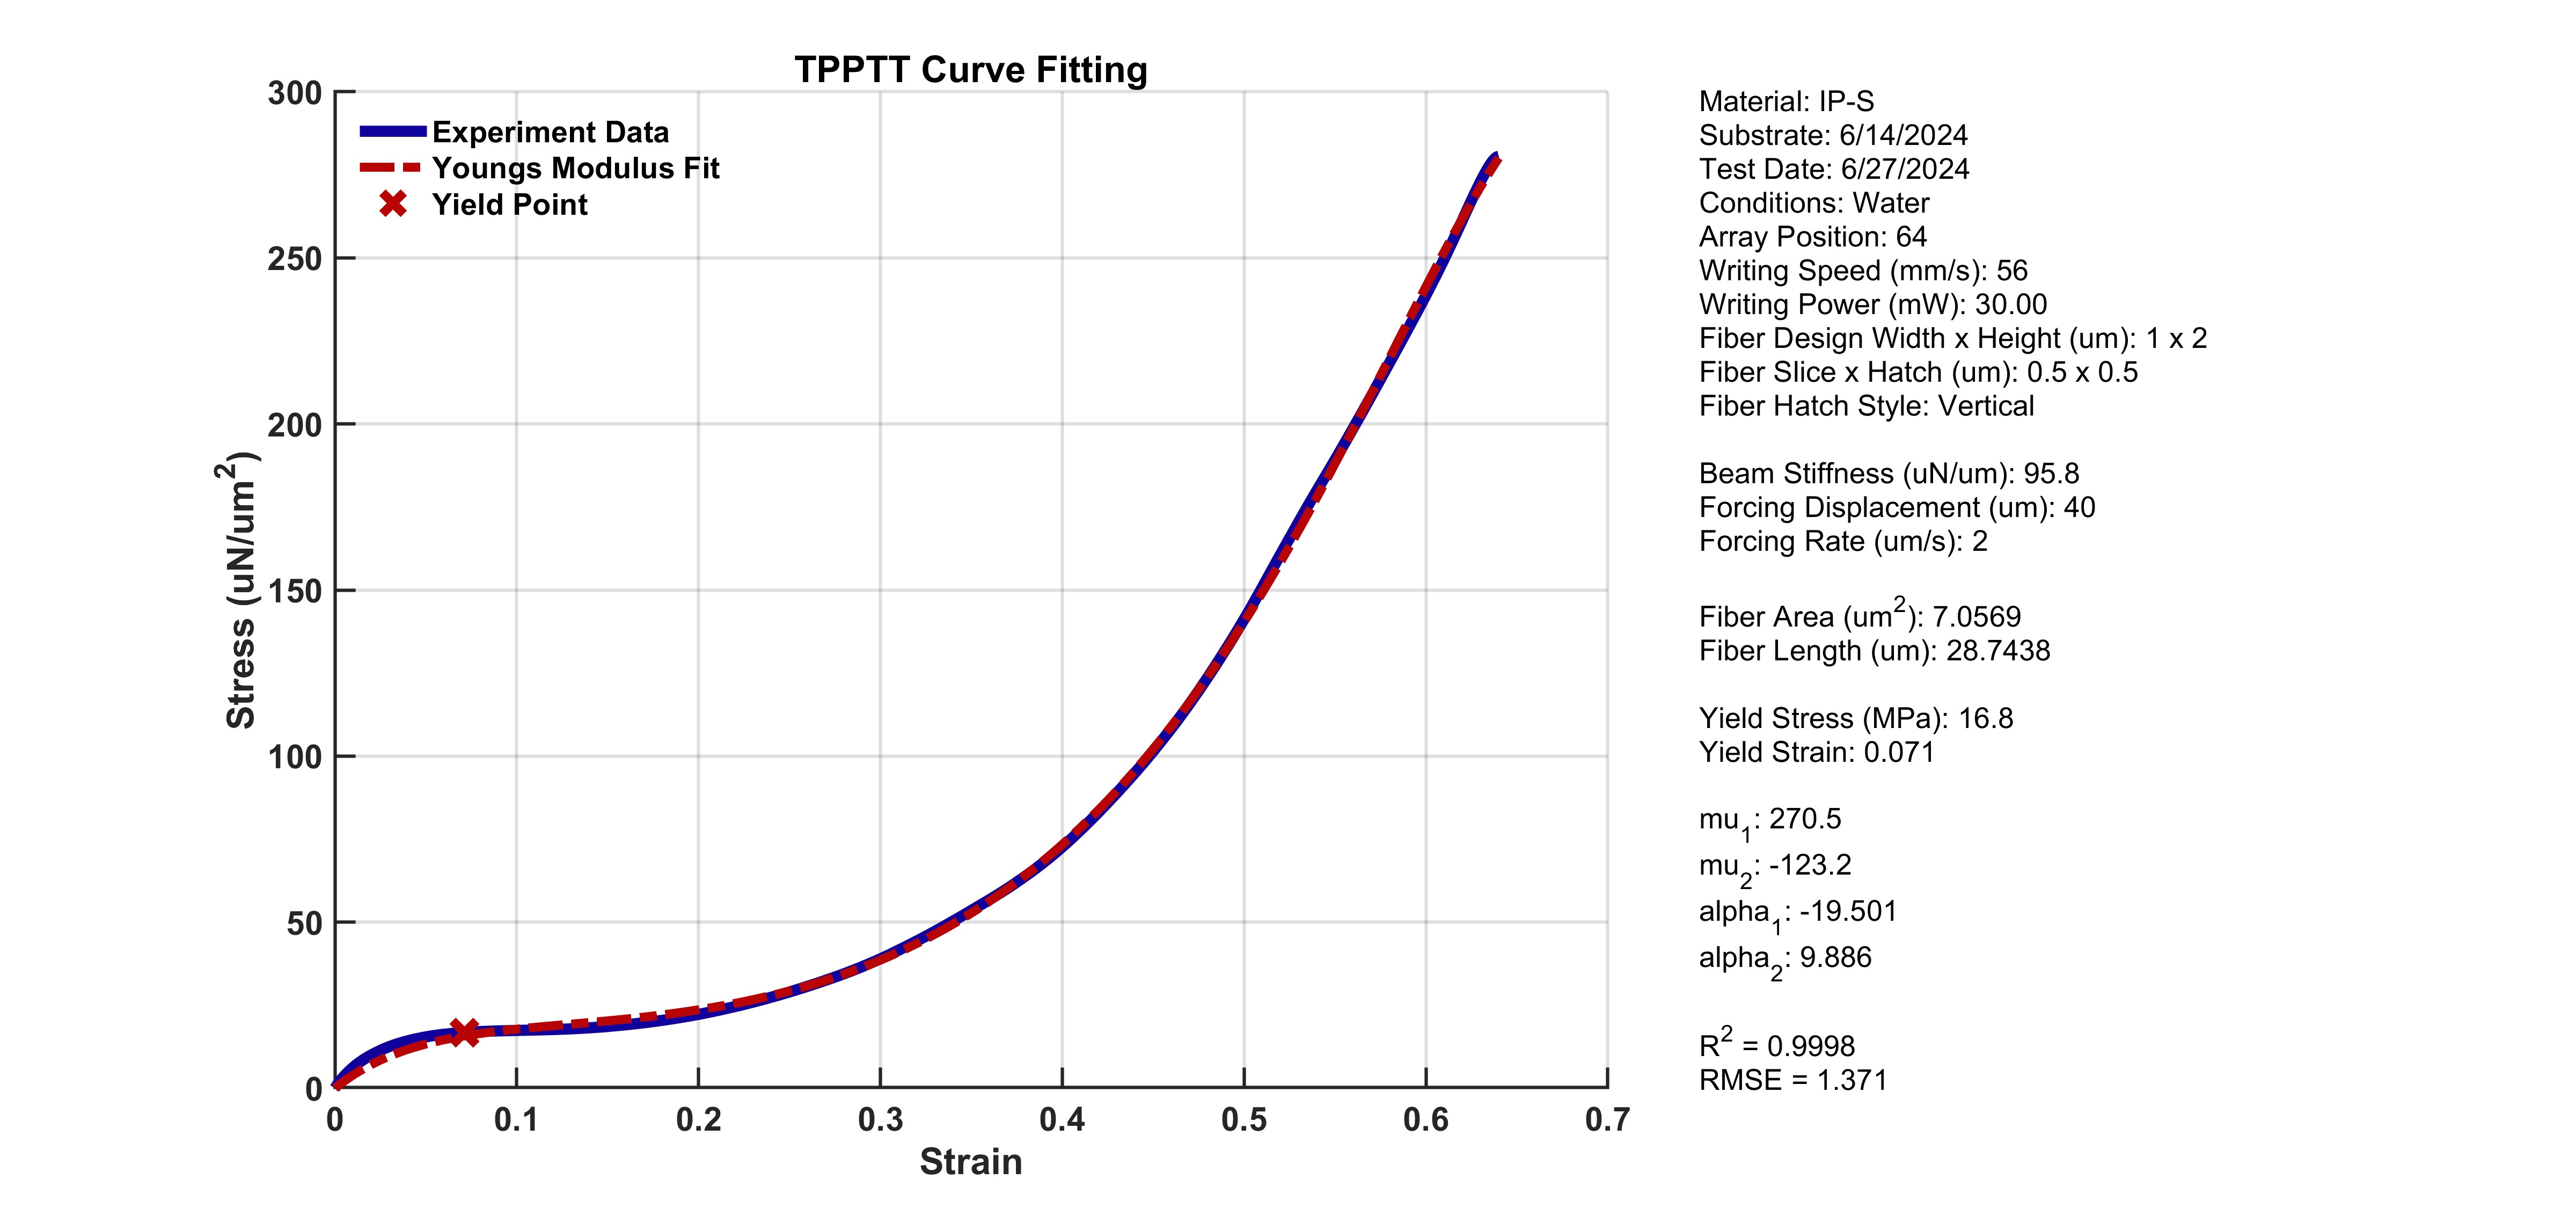 TPPTT Curve Fitting
Experiment Data
Youngs Modulus Fit
Yield Point
Stress (uN/um²)
300
250
200
150
100
50
0
0 0.1 0.2 0.3 0.4 0.5 0.6 0.7
Strain
Material: IP-S
Substrate: 6/14/2024
Test Date: 6/27/2024
Conditions: Water
Array Position: 64
Writing Speed (mm/s): 56
Writing Power (mW): 30.00
Fiber Design Width x Height (um): 1 x 2
Fiber Slice x Hatch (um): 0.5 x 0.5
Fiber Hatch Style: Vertical
Beam Stiffness (uN/um): 95.8
Forcing Displacement (um): 40
Forcing Rate (um/s): 2
Fiber Area (um²): 7.0569
Fiber Length (um): 28.7438
Yield Stress (MPa): 16.8
Yield Strain: 0.071
mu₁: 270.5
mu₂: -123.2
alpha₁: -19.501
alpha₂: 9.886
R² = 0.9998
RMSE = 1.371